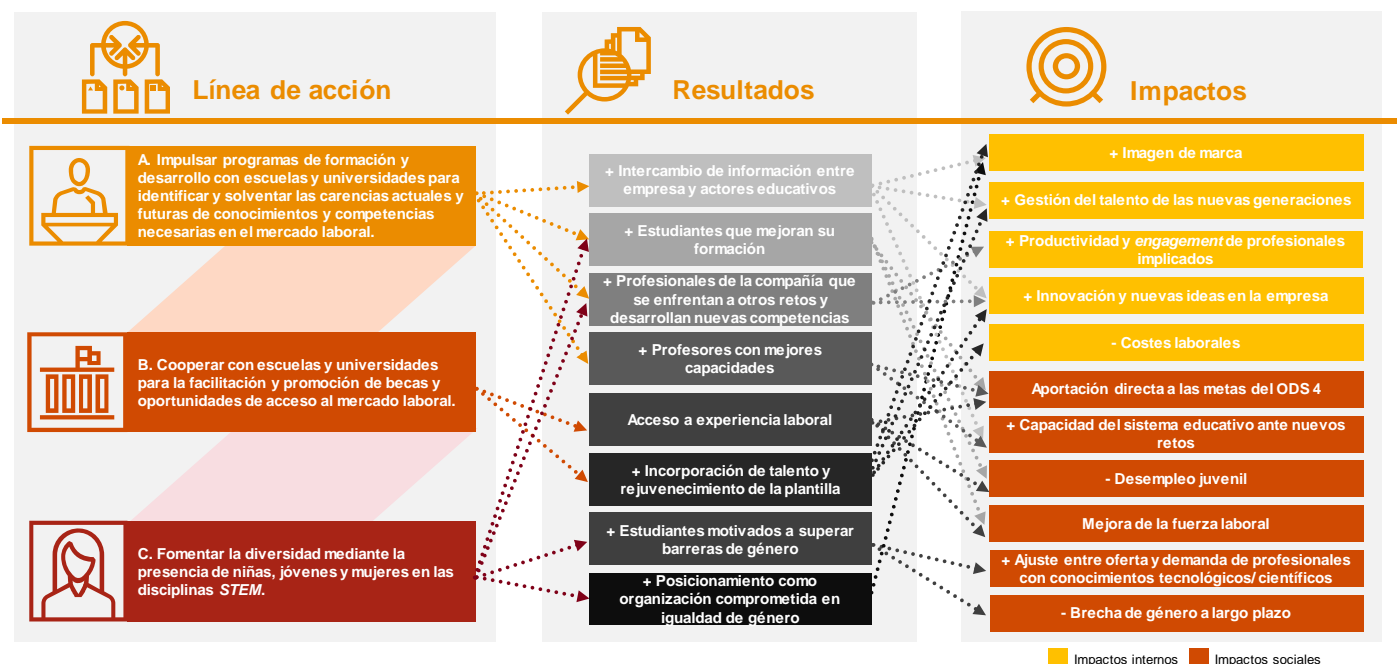 Línea de acción
Resultados
Impactos
A. Impulsar programas de formación y
desarrollo con escuelas y universidades para
identificar y solventar las carencias actuales y
futuras de conocimientos y competencias
necesarias en el mercado laboral.
B. Cooperar con escuelas y universidades
para la facilitación y promoción de becas y
oportunidades de acceso al mercado laboral.
C. Fomentar la diversidad mediante la
presencia de niñas, jóvenes y mujeres en las
disciplinas STEM.
+ Intercambio de información entre
empresa y actores educativos
+ Estudiantes que mejoran su
formación
+ Profesionales de la compañía que
se enfrentan a otros retos y
desarrollan nuevas competencias
+ Profesores con mejores
capacidades
Acceso a experiencia laboral
+ Incorporación de talento y
rejuvenecimiento de la plantilla
+ Estudiantes motivados a superar
barreras de género
+ Posicionamiento como
organización comprometida en
igualdad de género
+ Imagen de marca
+ Gestión del talento de las nuevas generaciones
+ Productividad y engagement de profesionales
implicados
+ Innovación y nuevas ideas en la empresa
- Costes laborales
Aportación directa a las metas del ODS 4
+ Capacidad del sistema educativo ante nuevos
retos
- Desempleo juvenil
Mejora de la fuerza laboral
+ Ajuste entre oferta y demanda de profesionales
con conocimientos tecnológicos/ científicos
- Brecha de género a largo plazo
Impactos internos
Impactos sociales